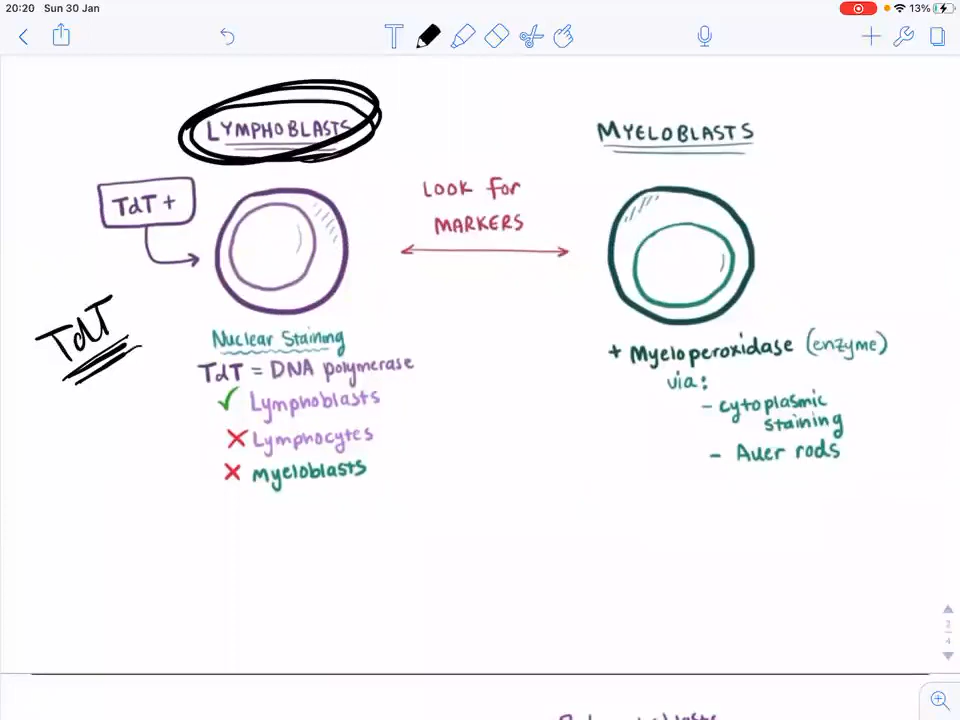 20:20 Sun 30 Jan
13%
T
LYMPHOBLASTS
MYELOBLASTS
TdT +
LOOK for
MARKERS
TdT
Nuclear Staining
TdT = DNA polymerase
Lymphoblasts
Lymphocytes
Myeloblasts
+ Myeloperoxidase (enzyme)
via:
- cytoplasmic
staining
- Auer rods